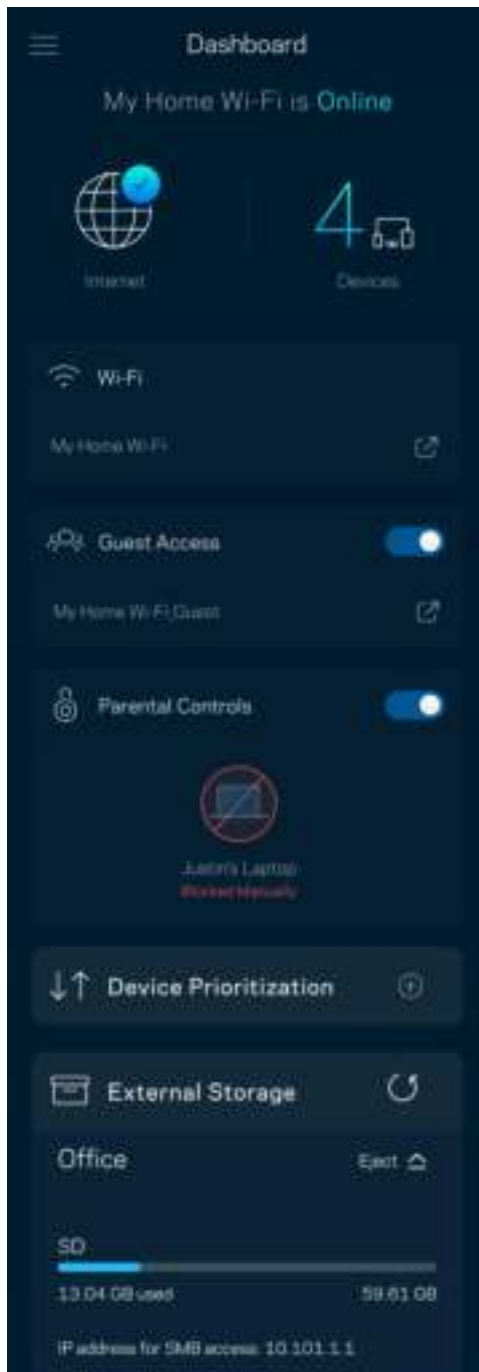 Dashboard
My Home Wi-Fi is Online
4
Internet
Devices
Wi-Fi
My Home Wi-Fi
Guest Access
My Home Wi-Fi_Guest
Parental Controls
Justin's Laptop
Blocked Manually
Device Prioritization
External Storage
Office
Eject
SD
13.04 GB used
59.61 GB
IP address for SMB access: 10.101.1.1